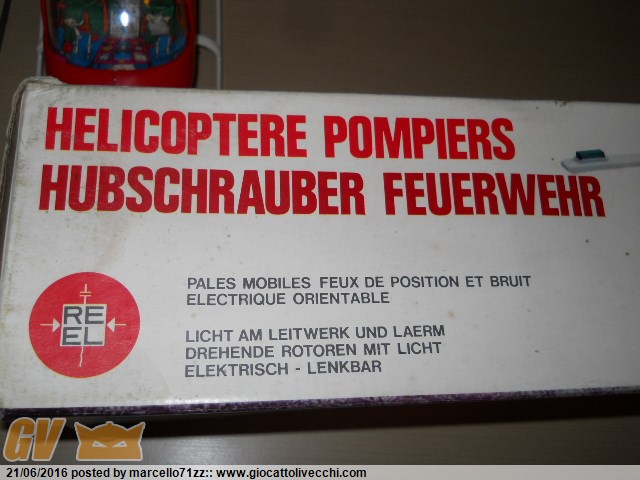 HELICOPTERE POMPIERS
HUBSCHRAUBER FEUERWEHR
RE
EL
PALES MOBILES FEUX DE POSITION ET BRUIT
ELECTRIQUE ORIENTABLE
LICHT AM LEITWERK UND LAERM
DREHENDE ROTOREN MIT LICHT
ELEKTRISCH - LENKBAR
GV
21/06/2016 posted by marcello71zz:: www.giocattolivecchi.com